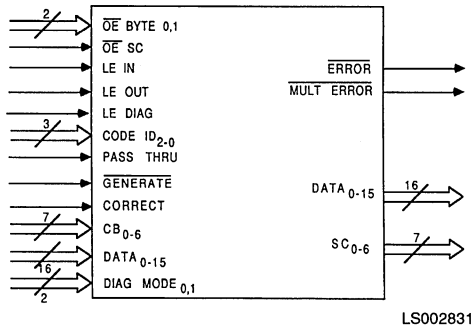 2
OE BYTE 0,1
OE SC
LE IN
ERROR
LE OUT
MULT ERROR
LE DIAG
3
CODE ID2-0
PASS THRU
GENERATE
DATA0-15
16
CORRECT
7
CB0-6
SC0-6
7
DATA0-15
16
DIAG MODE0,1
2
LS002831